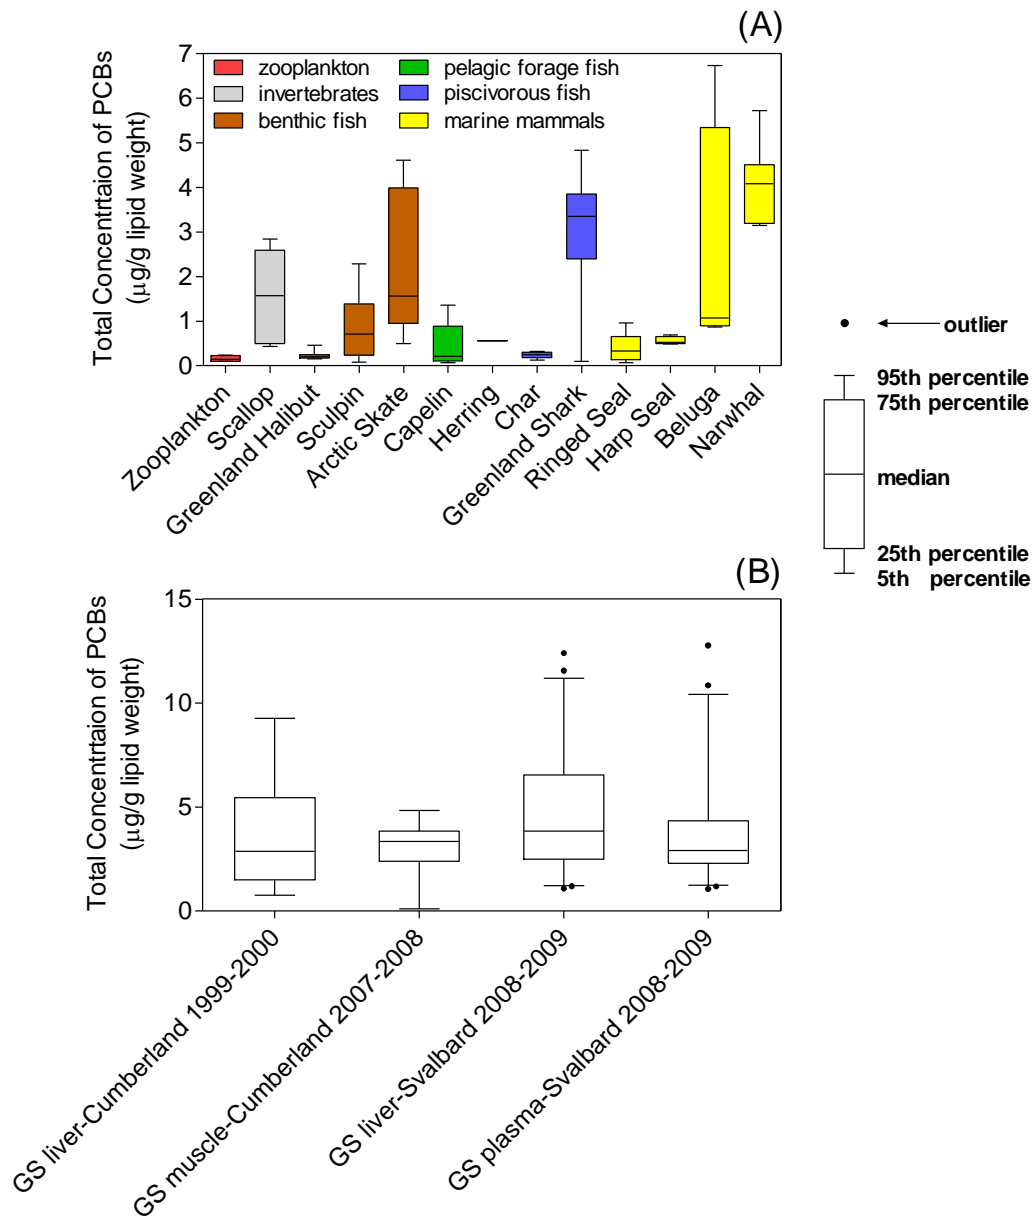 (A)
Total Concentrtaion of PCBs
(µg/g lipid weight)
7
6
5
4
3
2
1
0
zooplankton
invertebrates
benthic fish
pelagic forage fish
piscivorous fish
marine mammals
Zooplankton
Scallop
Greenland Halibut
Sculpin
Arctic Skate
Capelin
Herring
Char
Greenland Shark
Ringed Seal
Harp Seal
Beluga
Narwhal
outlier
95th percentile
75th percentile
median
25th percentile
5th percentile
(B)
Total Concentrtaion of PCBs
(µg/g lipid weight)
15
10
5
0
GS liver-Cumberland 1999-2000
GS muscle-Cumberland 2007-2008
GS liver-Svalbard 2008-2009
GS plasma-Svalbard 2008-2009